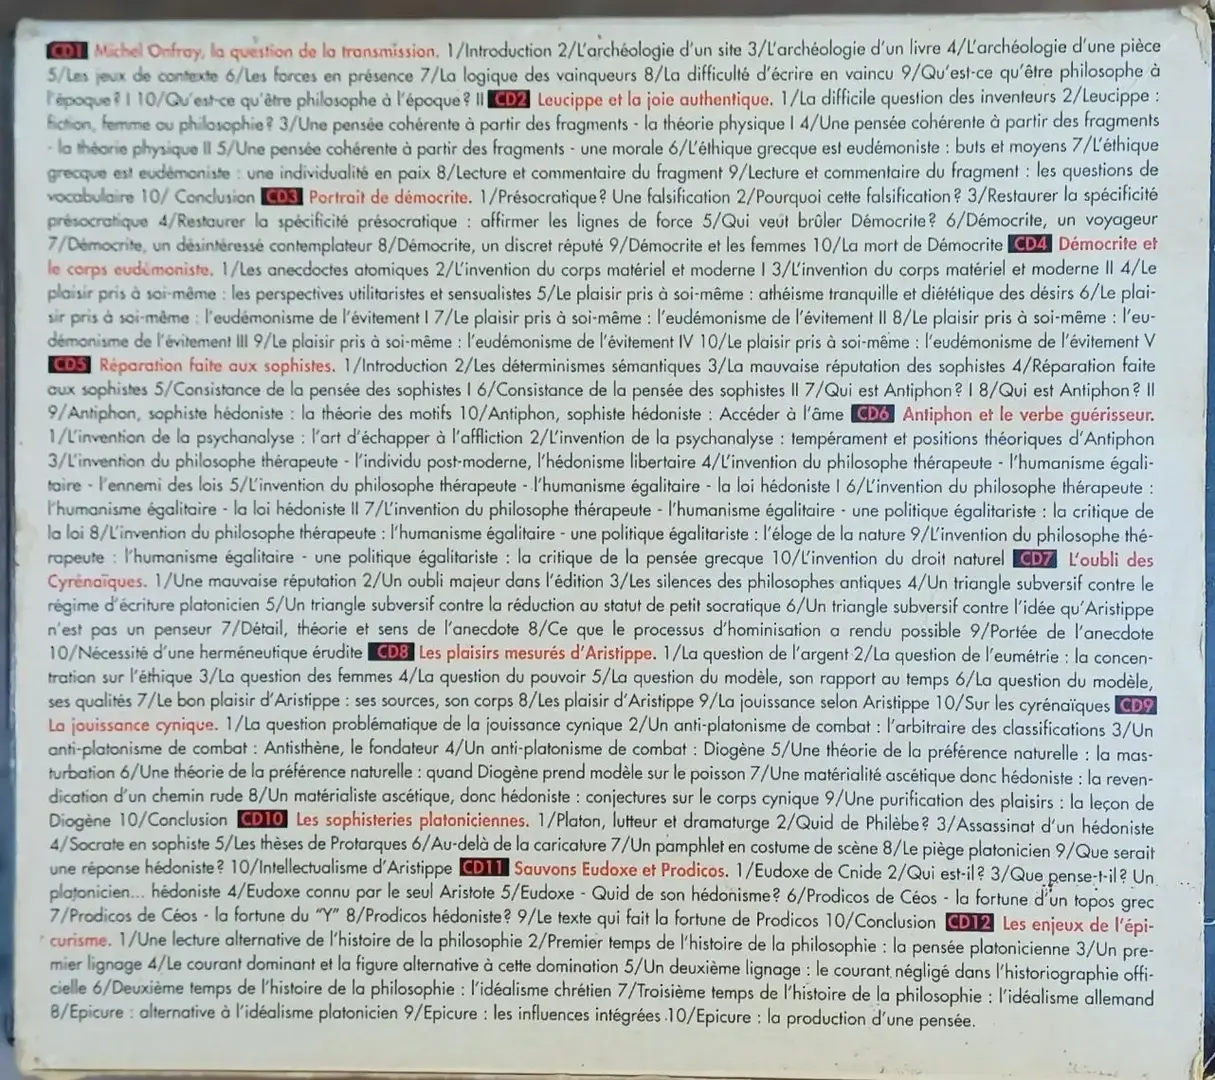 CD1 Michel Onfray, la question de la transmission. 1/Introduction 2/L'archéologie d'un site 3/L'archéologie d'un livre 4/L'archéologie d'une pièce
5/Les jeux de contexte 6/Les forces en présence 7/La logique des vainqueurs 8/La difficulté d'écrire en vaincu 9/Qu'est-ce qu'être philosophe à
l'époque? I 10/Qu'est-ce qu'être philosophe à l'époque? II CD2 Leucippe et la joie authentique. 1/La difficile question des inventeurs 2/Leucippe :
fiction, femme ou philosophie? 3/Une pensée cohérente à partir des fragments - la théorie physique I 4/Une pensée cohérente à partir des fragments
- la théorie physique II 5/Une pensée cohérente à partir des fragments - une morale 6/L'éthique grecque est eudémoniste : buts et moyens 7/L'éthique
grecque est eudémoniste : une individualité en paix 8/Lecture et commentaire du fragment 9/Lecture et commentaire du fragment : les questions de
vocabulaire 10/ Conclusion CD3 Portrait de démocrite. 1/Présocratique? Une falsification 2/Pourquoi cette falsification? 3/Restaurer la spécificité
présocratique 4/Restaurer la spécificité présocratique : affirmer les lignes de force 5/Qui veut brûler Démocrite? 6/Démocrite, un voyageur
7/Démocrite, un désintéressé contemplateur 8/Démocrite, un discret réputé 9/Démocrite et les femmes 10/La mort de Démocrite CD4 Démocrite et
le corps eudémoniste. 1/Les anecdoctes atomiques 2/L'invention du corps matériel et moderne I 3/L'invention du corps matériel et moderne II 4/Le
plaisir pris à soi-même : les perspectives utilitaristes et sensualistes 5/Le plaisir pris à soi-même : athéisme tranquille et diététique des désirs 6/Le plai-
sir pris à soi-même : l'eudémonisme de l'évitement I 7/Le plaisir pris à soi-même : l'eudémonisme de l'évitement II 8/Le plaisir pris à soi-même : l'eu-
démonisme de l'évitement III 9/Le plaisir pris à soi-même : l'eudémonisme de l'évitement IV 10/Le plaisir pris à soi-même : l'eudémonisme de l'évitement V
CD5 Réparation faite aux sophistes. 1/Introduction 2/Les déterminismes sémantiques 3/La mauvaise réputation des sophistes 4/Réparation faite
aux sophistes 5/Consistance de la pensée des sophistes I 6/Consistance de la pensée des sophistes II 7/Qui est Antiphon? I 8/Qui est Antiphon? II
9/Antiphon, sophiste hédoniste : la théorie des motifs 10/Antiphon, sophiste hédoniste : Accéder à l'âme CD6 Antiphon et le verbe guérisseur.
1/L'invention de la psychanalyse : l'art d'échapper à l'affliction 2/L'invention de la psychanalyse : tempérament et positions théoriques d'Antiphon
3/L'invention du philosophe thérapeute - l'individu post-moderne, l'hédonisme libertaire 4/L'invention du philosophe thérapeute - l'humanisme égali-
taire - l'ennemi des lois 5/L'invention du philosophe thérapeute - l'humanisme égalitaire - la loi hédoniste I 6/L'invention du philosophe thérapeute :
l'humanisme égalitaire - la loi hédoniste II 7/L'invention du philosophe thérapeute - l'humanisme égalitaire - une politique égalitariste : la critique de
la loi 8/L'invention du philosophe thérapeute : l'humanisme égalitaire - une politique égalitariste : l'éloge de la nature 9/L'invention du philosophe thé-
rapeute : l'humanisme égalitaire - une politique égalitariste : la critique de la pensée grecque 10/L'invention du droit naturel CD7 L'oubli des
Cyrénaïques. 1/Une mauvaise réputation 2/Un oubli majeur dans l'édition 3/Les silences des philosophes antiques 4/Un triangle subversif contre le
régime d'écriture platonicien 5/Un triangle subversif contre la réduction au statut de petit socratique 6/Un triangle subversif contre l'idée qu'Aristippe
n'est pas un penseur 7/Détail, théorie et sens de l'anecdote 8/Ce que le processus d'hominisation a rendu possible 9/Portée de l'anecdote
10/Nécessité d'une herméneutique érudite CD8 Les plaisirs mesurés d'Aristippe. 1/La question de l'argent 2/La question de l'eumétrie : la concen-
tration sur l'éthique 3/La question des femmes 4/La question du pouvoir 5/La question du modèle, son rapport au temps 6/La question du modèle,
ses qualités 7/Le bon plaisir d'Aristippe : ses sources, son corps 8/Les plaisir d'Aristippe 9/La jouissance selon Aristippe 10/Sur les cyrénaïques CD9
La jouissance cynique. 1/La question problématique de la jouissance cynique 2/Un anti-platonisme de combat : l'arbitraire des classifications 3/Un
anti-platonisme de combat : Antisthène, le fondateur 4/Un anti-platonisme de combat : Diogène 5/Une théorie de la préférence naturelle : la mas-
turbation 6/Une théorie de la préférence naturelle : quand Diogène prend modèle sur le poisson 7/Une matérialité ascétique donc hédoniste : la reven-
dication d'un chemin rude 8/Un matérialiste ascétique, donc hédoniste : conjectures sur le corps cynique 9/Une purification des plaisirs : la leçon de
Diogène 10/Conclusion CD10 Les sophisteries platoniciennes. 1/Platon, lutteur et dramaturge 2/Quid de Philèbe? 3/Assassinat d'un hédoniste
4/Socrate en sophiste 5/Les thèses de Protarques 6/Au-delà de la caricature 7/Un pamphlet en costume de scène 8/Le piège platonicien 9/Que serait
une réponse hédoniste? 10/Intellectualisme d'Aristippe CD11 Sauvons Eudoxe et Prodicos. 1/Eudoxe de Cnide 2/Qui est-il? 3/Que pense-t-il? Un
platonicien... hédoniste 4/Eudoxe connu par le seul Aristote 5/Eudoxe - Quid de son hédonisme? 6/Prodicos de Céos - la fortune d'un topos grec
7/Prodicos de Céos - la fortune du "Y" 8/Prodicos hédoniste? 9/Le texte qui fait la fortune de Prodicos 10/Conclusion CD12 Les enjeux de l'épi-
curisme. 1/Une lecture alternative de l'histoire de la philosophie 2/Premier temps de l'histoire de la philosophie : la pensée platonicienne 3/Un pre-
mier lignage 4/Le courant dominant et la figure alternative à cette domination 5/Un deuxième lignage : le courant négligé dans l'historiographie offi-
cielle 6/Deuxième temps de l'histoire de la philosophie : l'idéalisme chrétien 7/Troisième temps de l'histoire de la philosophie : l'idéalisme allemand
8/Epicure : alternative à l'idéalisme platonicien 9/Epicure : les influences intégrées 10/Epicure : la production d'une pensée.